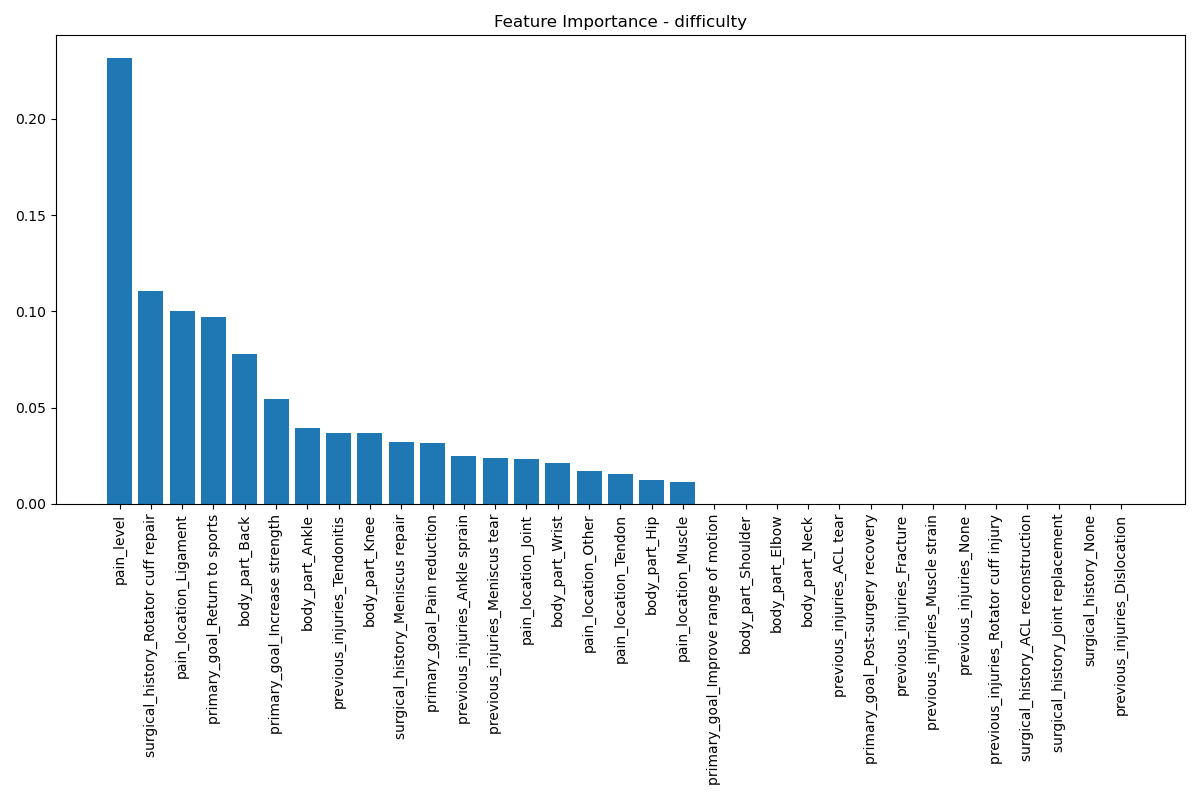 Feature Importance - difficulty
0.20
0.15
0.10
0.05
0.00
pain_level
surgical_history_Rotator cuff repair
pain_location_Ligament
primary_goal_Return to sports
body_part_Back
primary_goal_Increase strength
body_part_Ankle
previous_injuries_Tendonitis
body_part_Knee
surgical_history_Meniscus repair
primary_goal_Pain reduction
previous_injuries_Ankle sprain
previous_injuries_Meniscus tear
pain_location_Joint
body_part_Wrist
pain_location_Other
pain_location_Tendon
body_part_Hip
pain_location_Muscle
primary_goal_Improve range of motion
body_part_Shoulder
body_part_Elbow
body_part_Neck
previous_injuries_ACL tear
primary_goal_Post-surgery recovery
previous_injuries_Fracture
previous_injuries_Muscle strain
previous_injuries_None
previous_injuries_Rotator cuff injury
surgical_history_ACL reconstruction
surgical_history_Joint replacement
surgical_history_None
previous_injuries_Dislocation